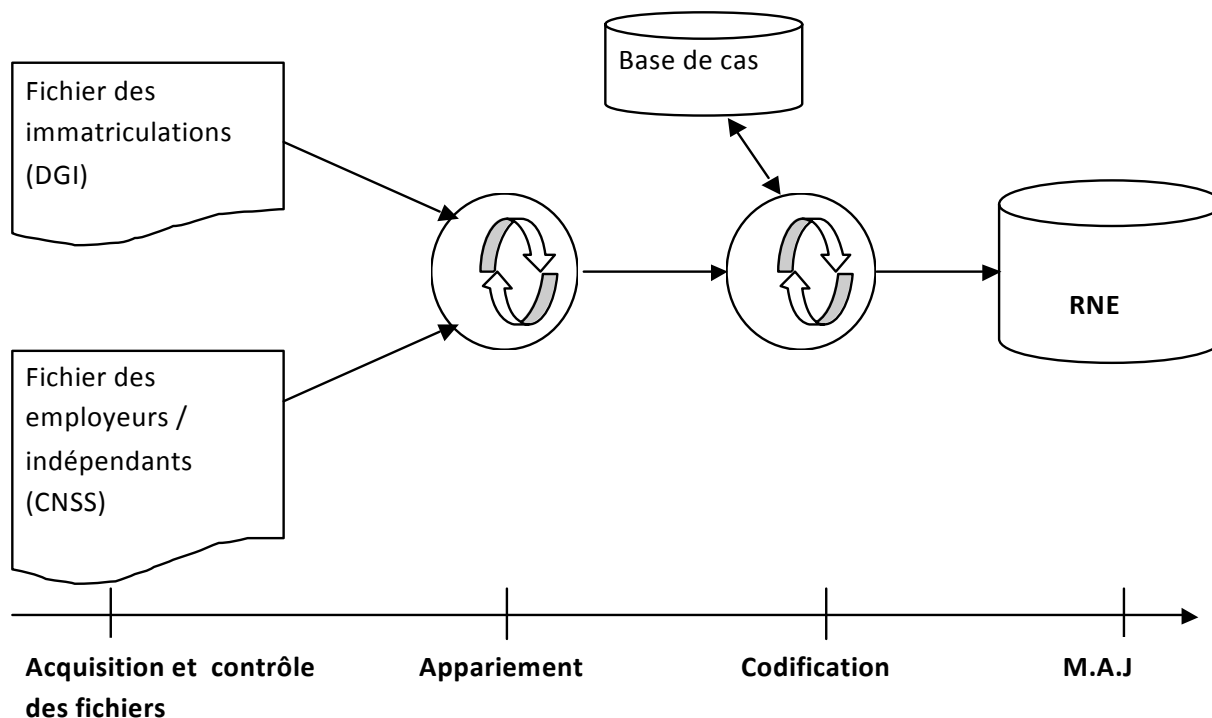 Base de cas
Fichier des
immatriculations
(DGI)
RNE
Fichier des
employeurs /
indépendants
(CNSS)
Acquisition et contrôle
des fichiers
Appariement
Codification
M.A.J